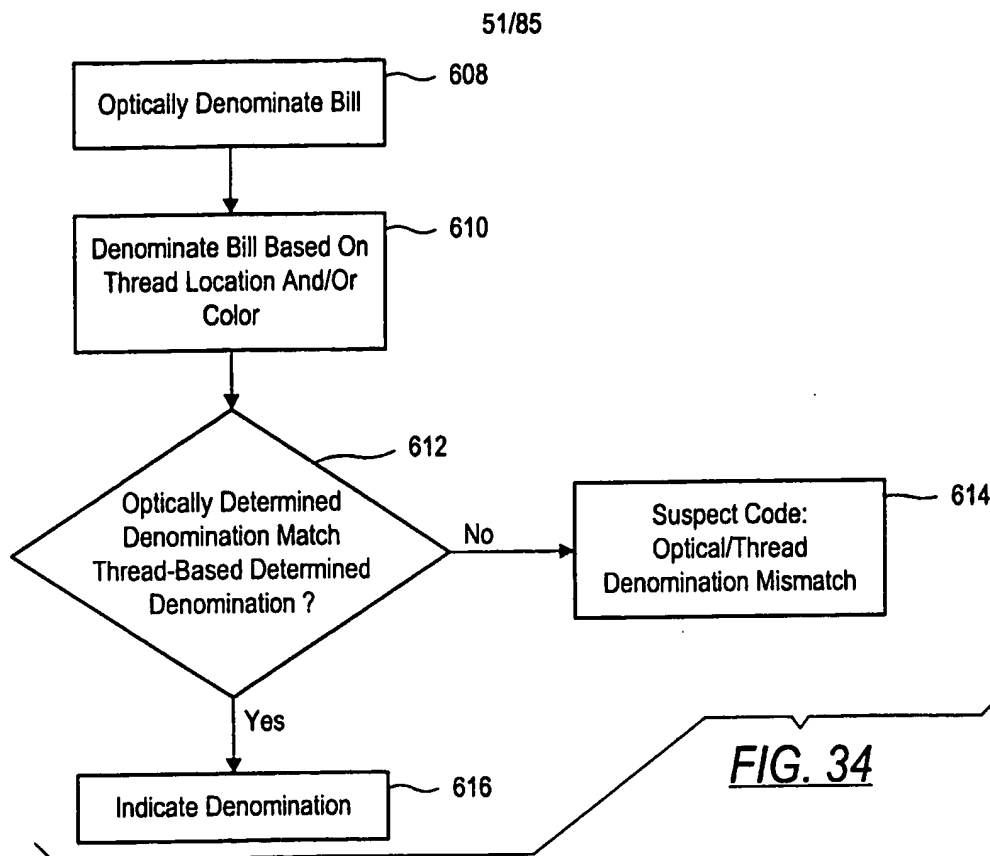 51/85
Optically Denominate Bill
608
Denominate Bill Based On
Thread Location And/Or
Color
610
612
Optically Determined
Denomination Match
Thread-Based Determined
Denomination ?
No
Suspect Code:
Optical/Thread
Denomination Mismatch
614
Yes
Indicate Denomination
616
FIG. 34